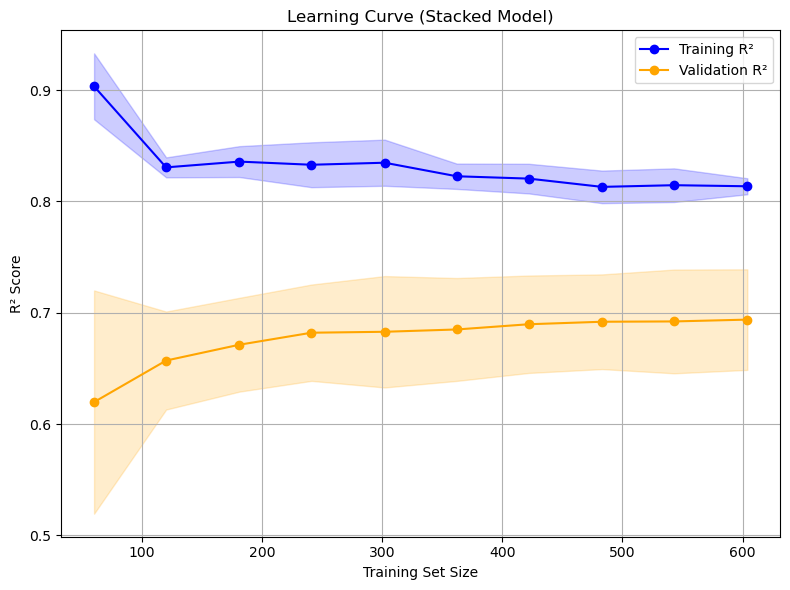 Learning Curve (Stacked Model)
Training R²
Validation R²
R² Score
0.9
0.8
0.7
0.6
0.5
100 200 300 400 500 600
Training Set Size